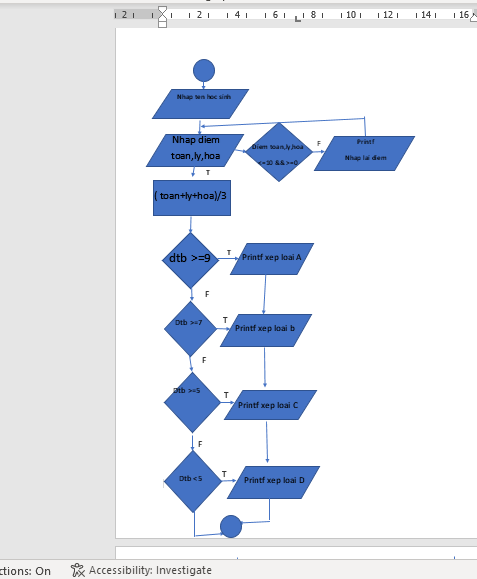 2 1 2 4 6 8 10 12 14 16
Nhap ten hoc sinh
Nhap diem
toan,ly,hoa
Diem toan,ly,hoa
<=10 && >=0
F
Printf
Nhap lai diem
T
( toan+ly+hoa)/3
dtb >=9
T
Printf xep loai A
F
Dtb >=7
T
Printf xep loai b
F
Dtb >=5
T
Printf xep loai C
F
Dtb < 5
T
Printf xep loai D
ctions: On
Accessibility: Investigate